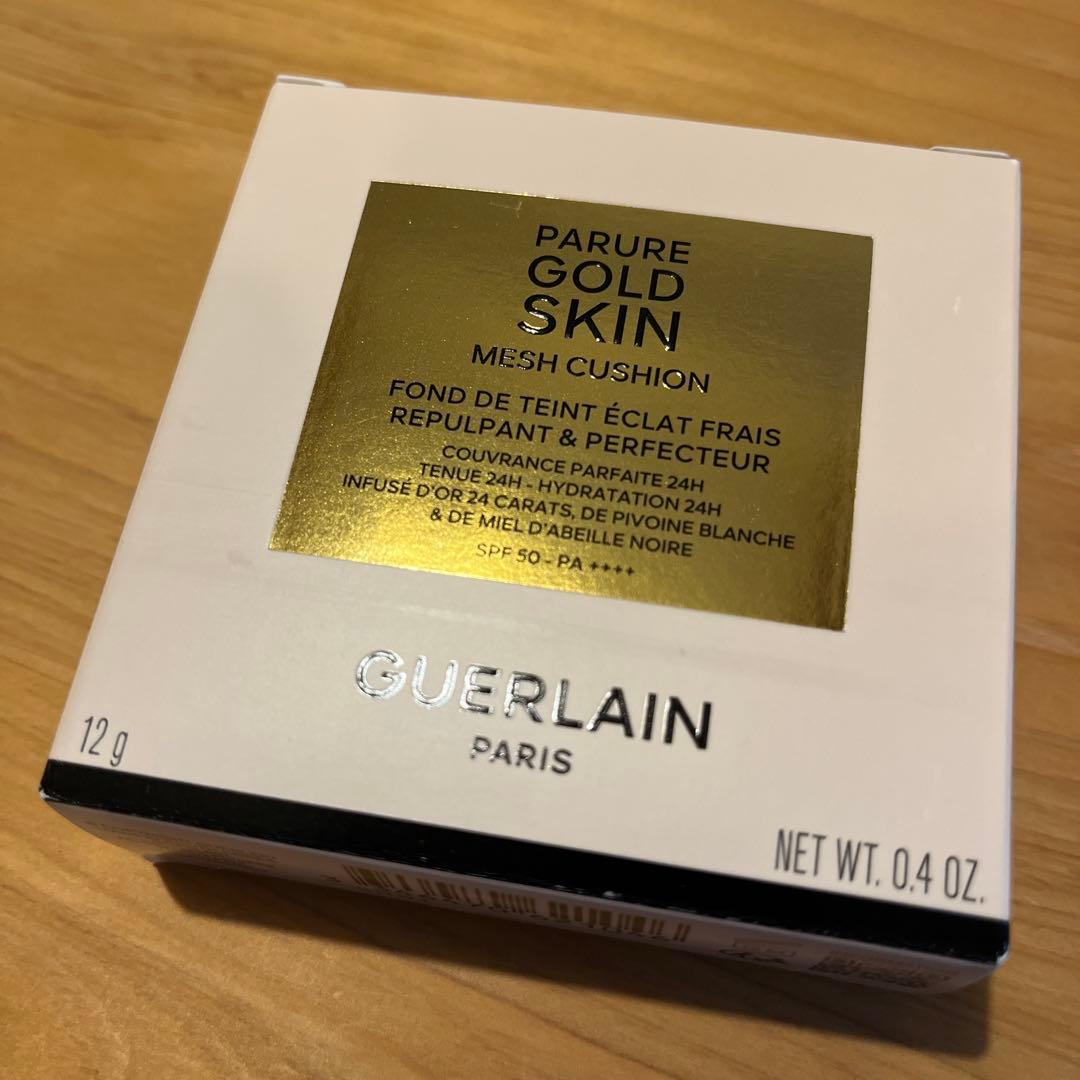 PARURE
GOLD
SKIN
MESH CUSHION
FOND DE TEINT ÉCLAT FRAIS
REPULPANT & PERFECTEUR
COUVRANCE PARFAITE 24H
TENUE 24H - HYDRATATION 24H
INFUSÉ D'OR 24 CARATS, DE PIVOINE BLANCHE
& DE MIEL D'ABEILLE NOIRE
SPF 50 - PA ++++
GUERLAIN
PARIS
12 g
NET WT. 0.4 OZ.